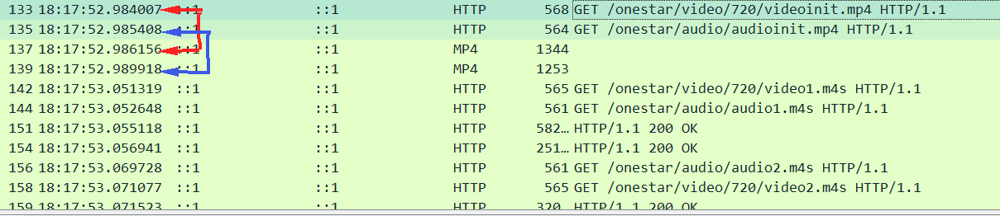 133 18:17:52.984007 ::1 ::1 HTTP 568 GET /onestar/video/720/videoinit.mp4 HTTP/1.1
135 18:17:52.985408 ::1 ::1 HTTP 564 GET /onestar/audio/audioinit.mp4 HTTP/1.1
137 18:17:52.986156 ::1 ::1 MP4 1344
139 18:17:52.989918 ::1 ::1 MP4 1253
142 18:17:53.051319 ::1 ::1 HTTP 565 GET /onestar/video/720/video1.m4s HTTP/1.1
144 18:17:53.052648 ::1 ::1 HTTP 561 GET /onestar/audio/audio1.m4s HTTP/1.1
151 18:17:53.055118 ::1 ::1 HTTP 582… HTTP/1.1 200 OK
154 18:17:53.056941 ::1 ::1 HTTP 251… HTTP/1.1 200 OK
156 18:17:53.069728 ::1 ::1 HTTP 561 GET /onestar/audio/audio2.m4s HTTP/1.1
158 18:17:53.071077 ::1 ::1 HTTP 565 GET /onestar/video/720/video2.m4s HTTP/1.1
159 18:17:53.071523 ::1 ::1 HTTP 320… HTTP/1.1 200 OK